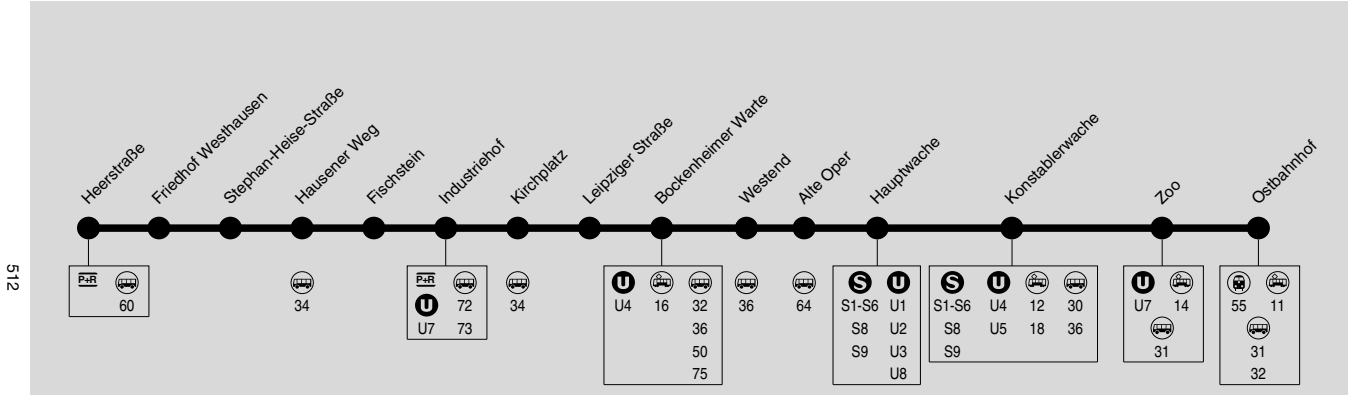 512
Heerstraße
Friedhof Westhausen
Stephan-Heise-Straße
Hausener Weg
Fischstein
Industriehof
Kirchplatz
Leipziger Straße
Bockenheimer Warte
Westend
Alte Oper
Hauptwache
Konstablerwache
Zoo
Ostbahnhof
P+R
60
34
P+R
72
U
U7 73
34
U
U4 16 32
36
50
75
36
64
S U
S1-S6 U1
S8 U2
S9 U3
U8
S U
S1-S6 U4 12 30
S8 U5 18 36
S9
U
U7 14
31
55 11
31
32